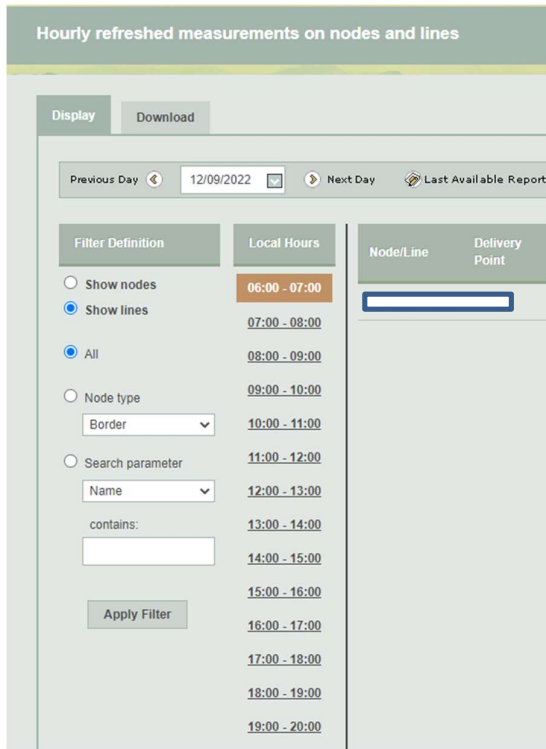 Hourly refreshed measurements on nodes and lines
Display
Download
Previous Day
12/09/2022
Next Day
Last Available Report
Filter Definition
Show nodes
Show lines
All
Node type
Border
Search parameter
Name
contains:
Apply Filter
Local Hours
06:00 - 07:00
07:00 - 08:00
08:00 - 09:00
09:00 - 10:00
10:00 - 11:00
11:00 - 12:00
12:00 - 13:00
13:00 - 14:00
14:00 - 15:00
15:00 - 16:00
16:00 - 17:00
17:00 - 18:00
18:00 - 19:00
19:00 - 20:00
Node/Line
Delivery
Point